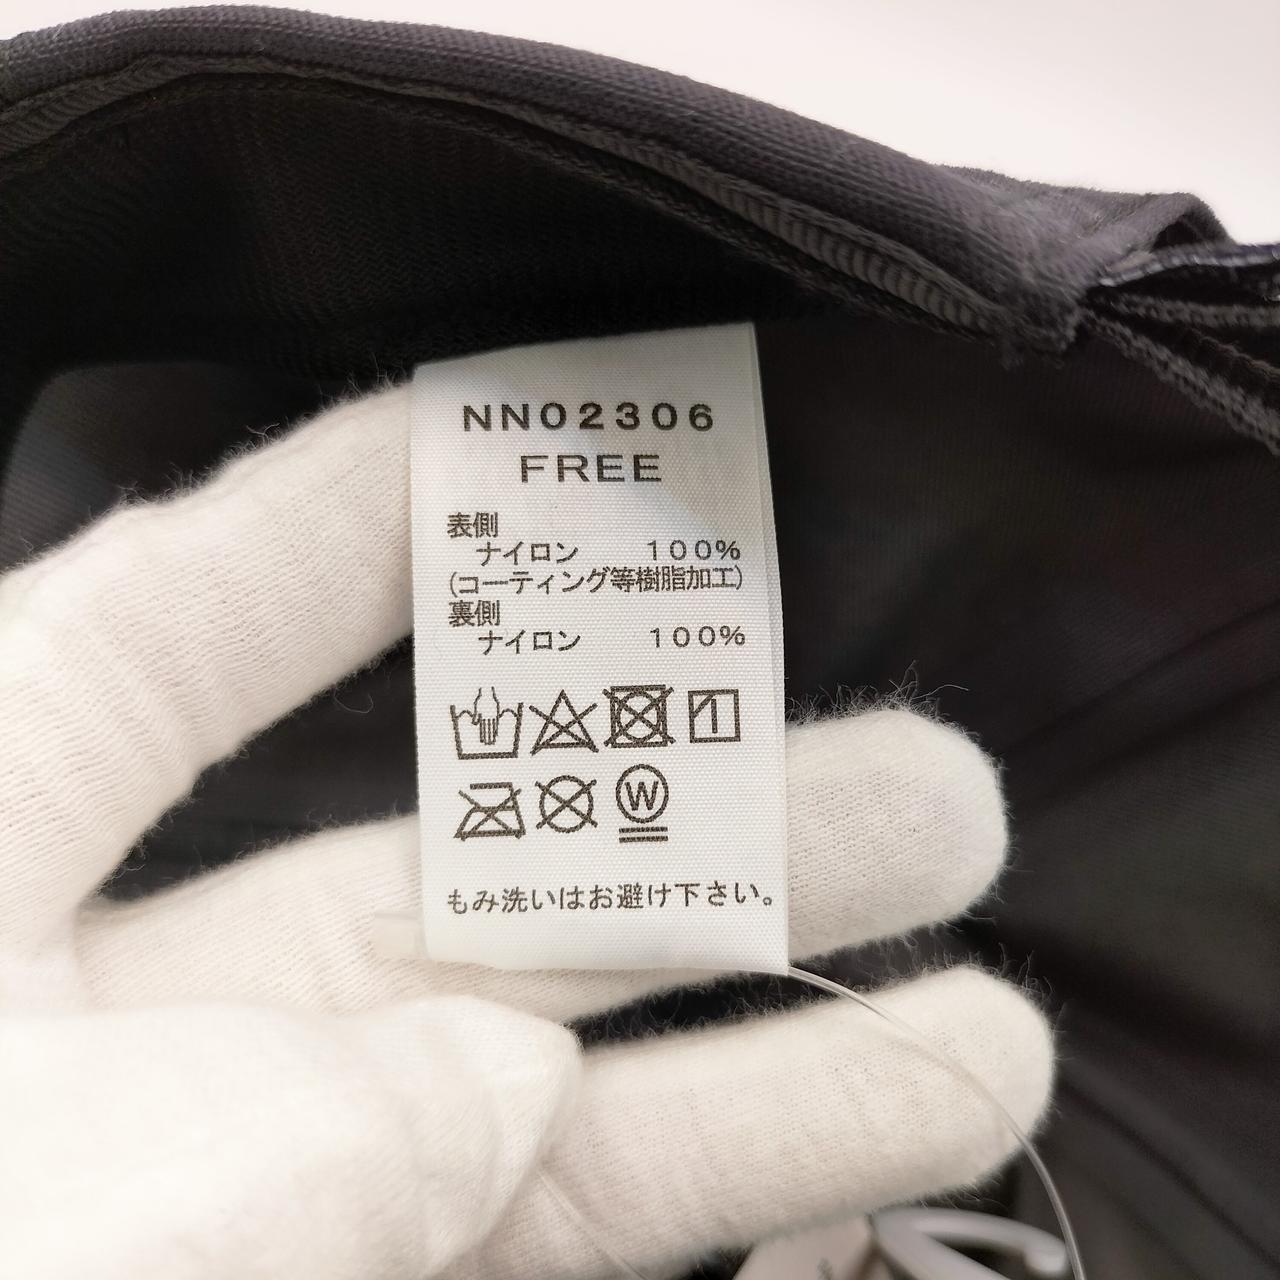 NN02306
FREE
表側
ナイロン 100%
(コーティング等樹脂加工)
裏側
ナイロン 100%
W
もみ洗いはお避け下さい。